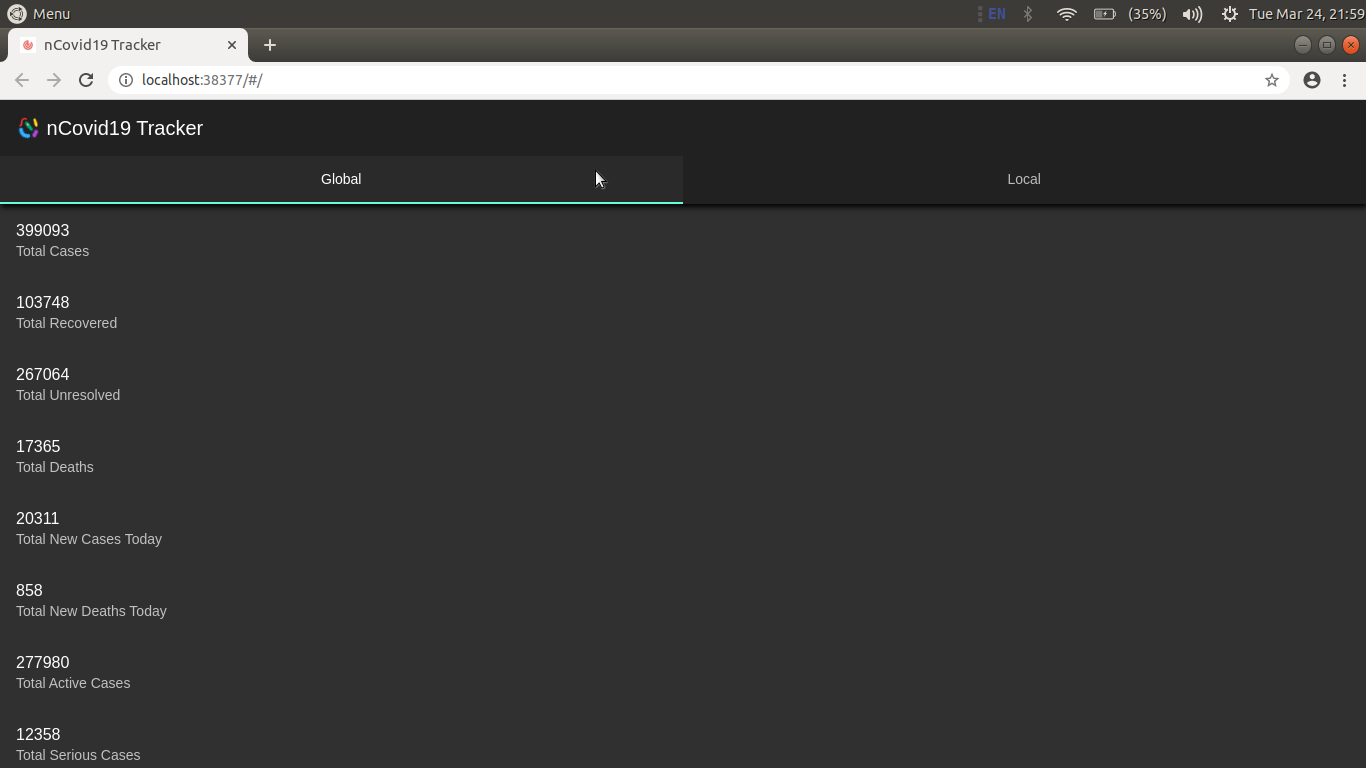 Menu
EN
(35%)
Tue Mar 24, 21:59
nCovid19 Tracker
localhost:38377/#/
nCovid19 Tracker
Global
Local
399093
Total Cases
103748
Total Recovered
267064
Total Unresolved
17365
Total Deaths
20311
Total New Cases Today
858
Total New Deaths Today
277980
Total Active Cases
12358
Total Serious Cases